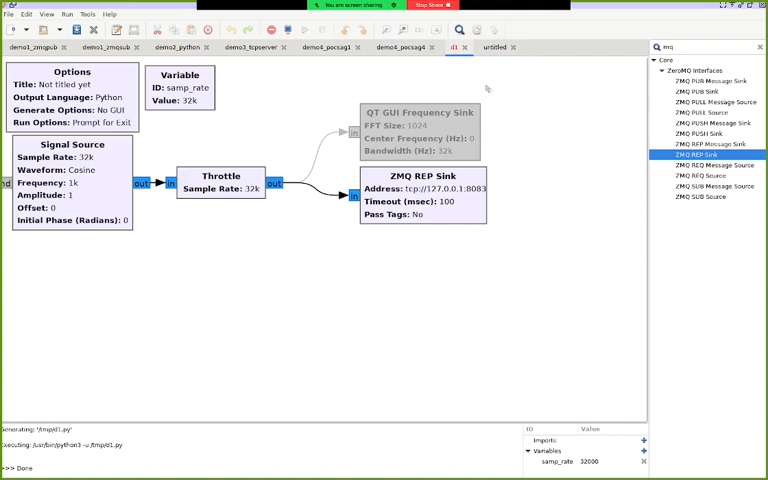 You are screen sharing Stop Share
File Edit View Run Tools Help
demo1_zmqpub demo1_zmqsub demo2_python demo3_tcpserver demo4_pocsag1 demo4_pocsag4 d1 untitled
Options
Title: Not titled yet
Output Language: Python
Generate Options: No GUI
Run Options: Prompt for Exit
Variable
ID: samp_rate
Value: 32k
Signal Source
Sample Rate: 32k
Waveform: Cosine
Frequency: 1k
Amplitude: 1
Offset: 0
Initial Phase (Radians): 0
out
in
Throttle
Sample Rate: 32k
out
in
QT GUI Frequency Sink
FFT Size: 1024
Center Frequency (Hz): 0
Bandwidth (Hz): 32k
in
ZMQ REP Sink
Address: tcp://127.0.0.1:8083
Timeout (msec): 100
Pass Tags: No
mq
Core
ZeroMQ Interfaces
ZMQ PUB Message Sink
ZMQ PUB Sink
ZMQ PULL Message Source
ZMQ PULL Source
ZMQ PUSH Message Sink
ZMQ PUSH Sink
ZMQ REP Message Sink
ZMQ REP Sink
ZMQ REQ Message Source
ZMQ REQ Source
ZMQ SUB Message Source
ZMQ SUB Source
Generating: '/tmp/d1.py'
Executing: /usr/bin/python3 -u /tmp/d1.py
>>> Done
ID Value
Imports
Variables
samp_rate 32000